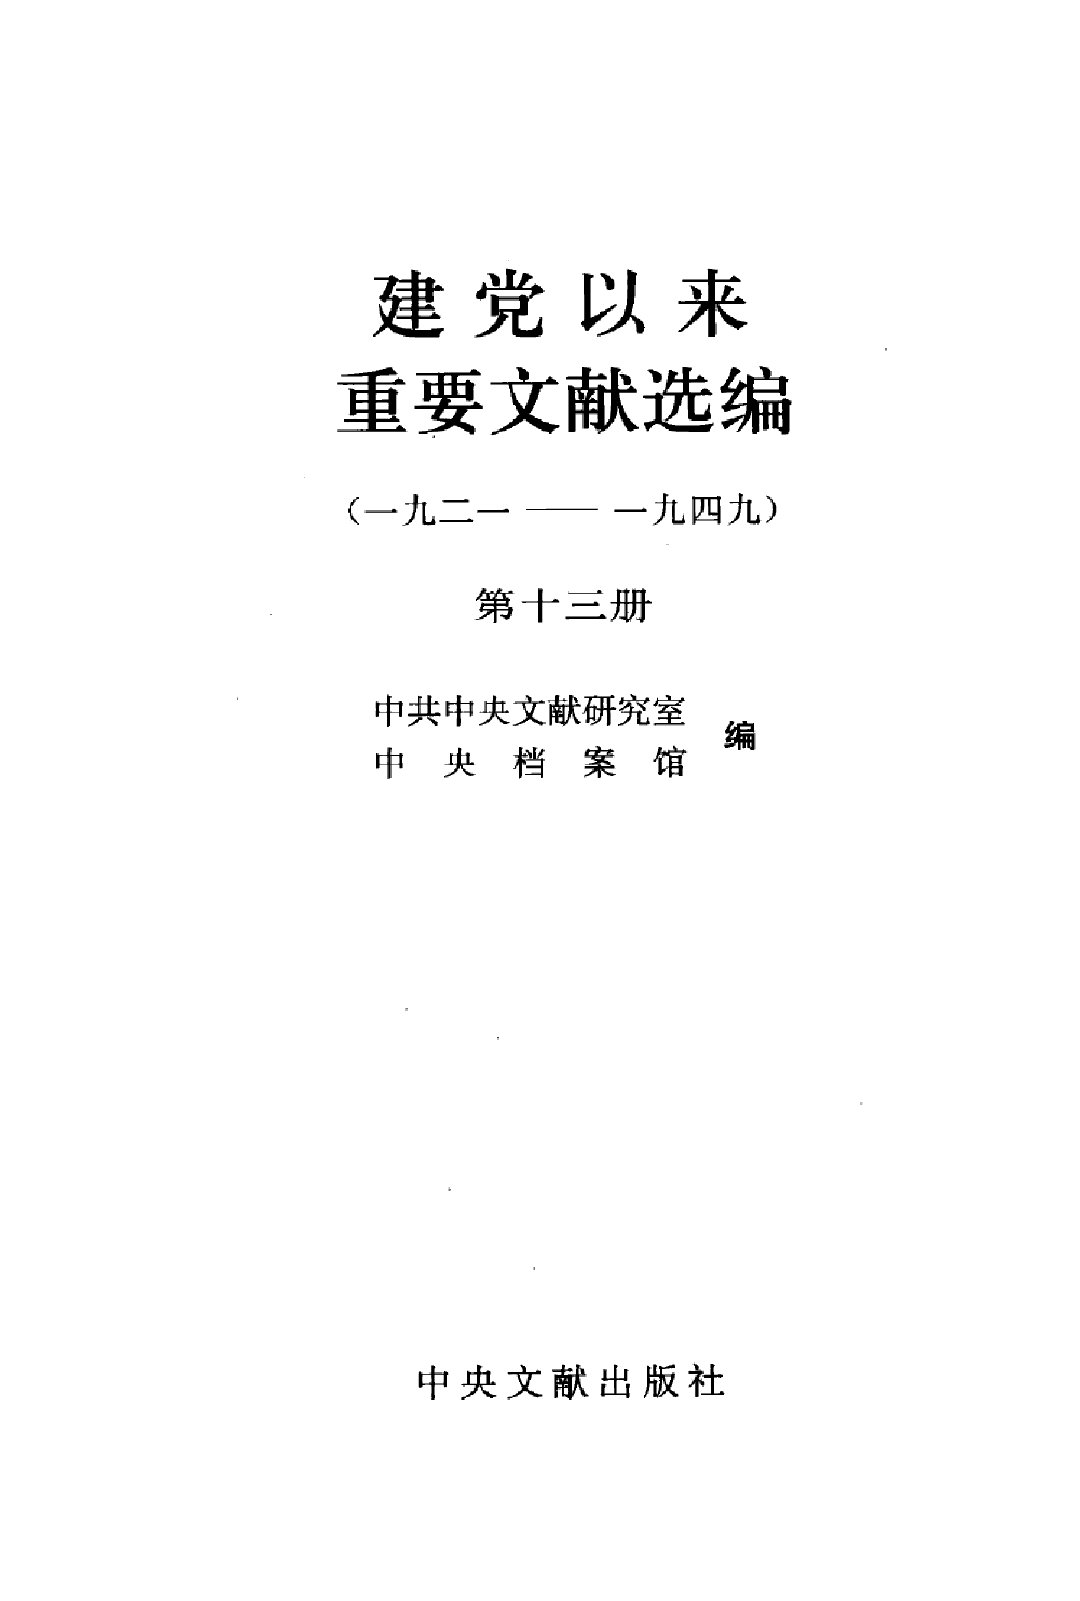 建党以来
重要文献选编
（一九二一——一九四九）
第十三册
中共中央文献研究室
中央档案馆
编
中央文献出版社